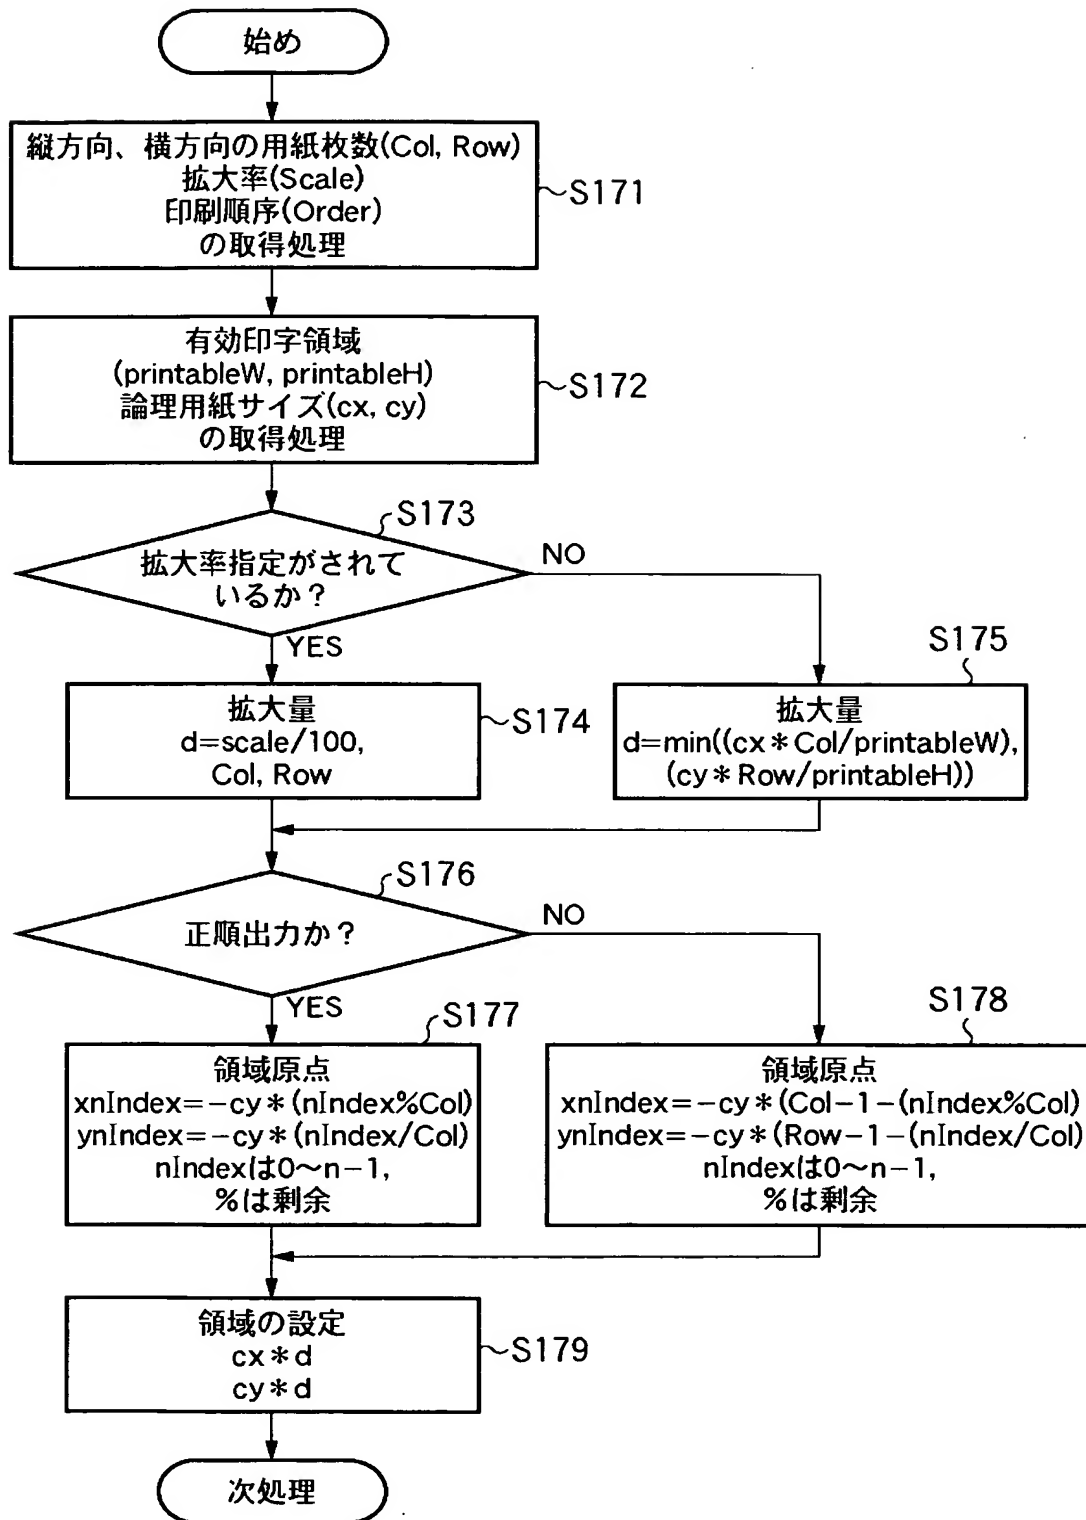 始め
縦方向、横方向の用紙枚数(Col, Row)
拡大率(Scale)
印刷順序(Order)
の取得処理
S171
有効印字領域
(printableW, printableH)
論理用紙サイズ(cx, cy)
の取得処理
S172
S173
拡大率指定がされて
いるか?
NO
YES
拡大量
d=scale/100,
Col, Row
S174
S175
拡大量
d=min((cx*Col/printableW),
(cy*Row/printableH))
S176
正順出力か?
NO
YES
S177
領域原点
xnIndex=-cy*(nIndex%Col)
ynIndex=-cy*(nIndex/Col)
nIndexは0~n-1,
%は剰余
S178
領域原点
xnIndex=-cy*(Col-1-(nIndex%Col)
ynIndex=-cy*(Row-1-(nIndex/Col)
nIndexは0~n-1,
%は剰余
領域の設定
cx*d
cy*d
S179
次処理